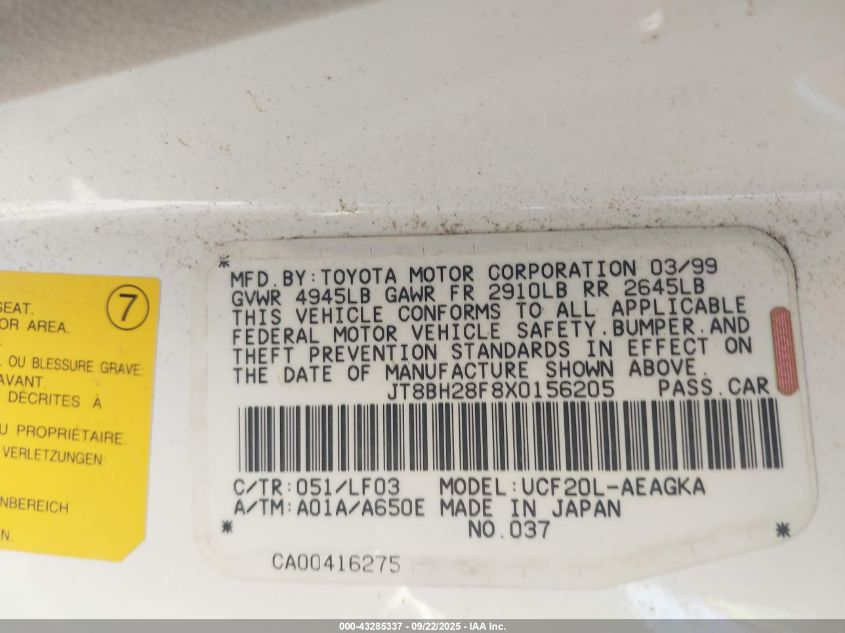 7
SEAT.
OR AREA.
OU BLESSURE GRAVE:
AVANT.
DÉCRITES À
U PROPRIÉTAIRE.
VERLETZUNGEN:
NBEREICH
N.
*
MFD.BY:TOYOTA MOTOR CORPORATION 03/99
GVWR 4945LB GAWR FR 2910LB RR 2645LB
THIS VEHICLE CONFORMS TO ALL APPLICABLE
FEDERAL MOTOR VEHICLE SAFETY,BUMPER,AND
THEFT PREVENTION STANDARDS IN EFFECT ON
THE DATE OF MANUFACTURE SHOWN ABOVE.
JT8BH28F8X0156205 PASS.CAR
C/TR:051/LF03 MODEL:UCF20L-AEAGKA
A/TM:A01A/A650E MADE IN JAPAN
* NO.037 *
CA00416275
000-43285337 - 09/22/2025 - IAA Inc.